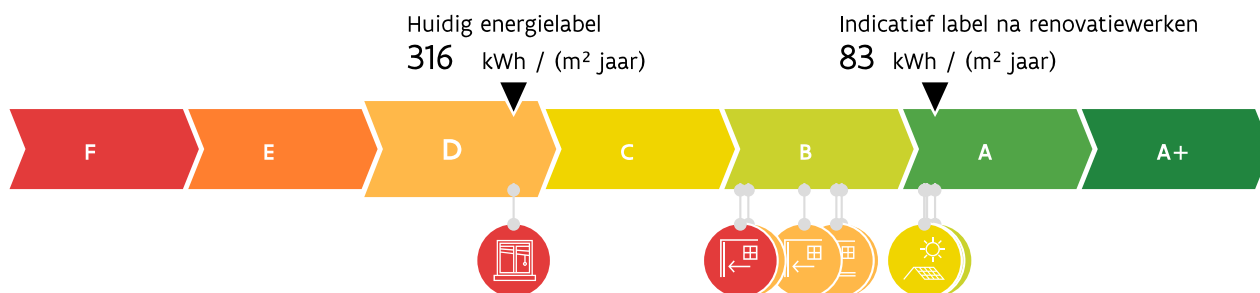 Huidig energielabel
316 kWh / (m² jaar)
Indicatief label na renovatiewerken
83 kWh / (m² jaar)
F E D C B A A+